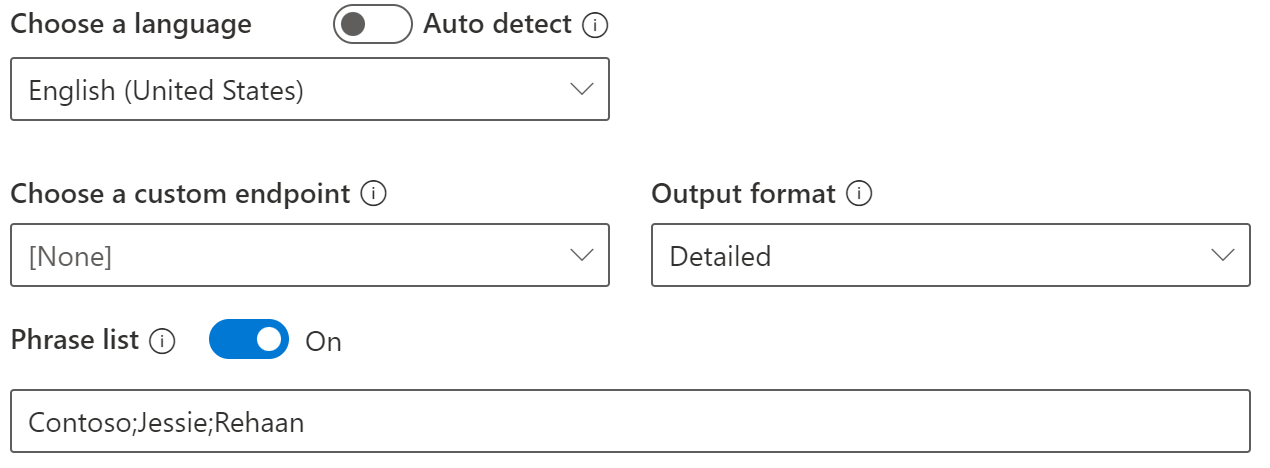 Choose a language Auto detect
English (United States)
Choose a custom endpoint Output format
[None] Detailed
Phrase list On
Contoso;Jessie;Rehaan